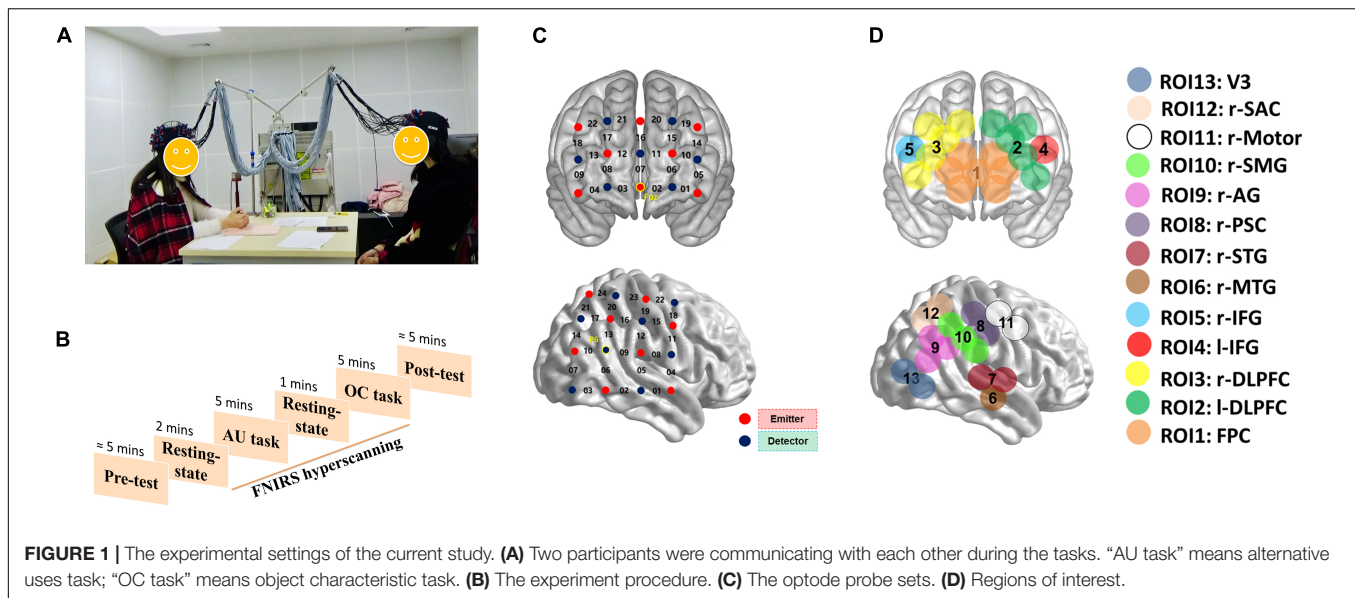 A
B
≈ 5 mins
Pre-test
2 mins
Resting-
state
5 mins
AU task
1 mins
Resting-
state
5 mins
OC task
≈ 5 mins
Post-test
FNIRS hyperscanning
C
22 21 20 19
18 17 16 15 14
13 12 11 10
09 08 07 06 05
04 03 02 01
Fpz
24 23 22
21 20 19 18
17 16 15
14 13 12 11
P6
10 09 08
07 06 05 04
03 02 01
Emitter
Detector
D
5 3 2 4
1
12 8 11
9 10
13 7
6
ROI13: V3
ROI12: r-SAC
ROI11: r-Motor
ROI10: r-SMG
ROI9: r-AG
ROI8: r-PSC
ROI7: r-STG
ROI6: r-MTG
ROI5: r-IFG
ROI4: l-IFG
ROI3: r-DLPFC
ROI2: l-DLPFC
ROI1: FPC
FIGURE 1 | The experimental settings of the current study. (A) Two participants were communicating with each other during the tasks. “AU task” means alternative
uses task; “OC task” means object characteristic task. (B) The experiment procedure. (C) The optode probe sets. (D) Regions of interest.